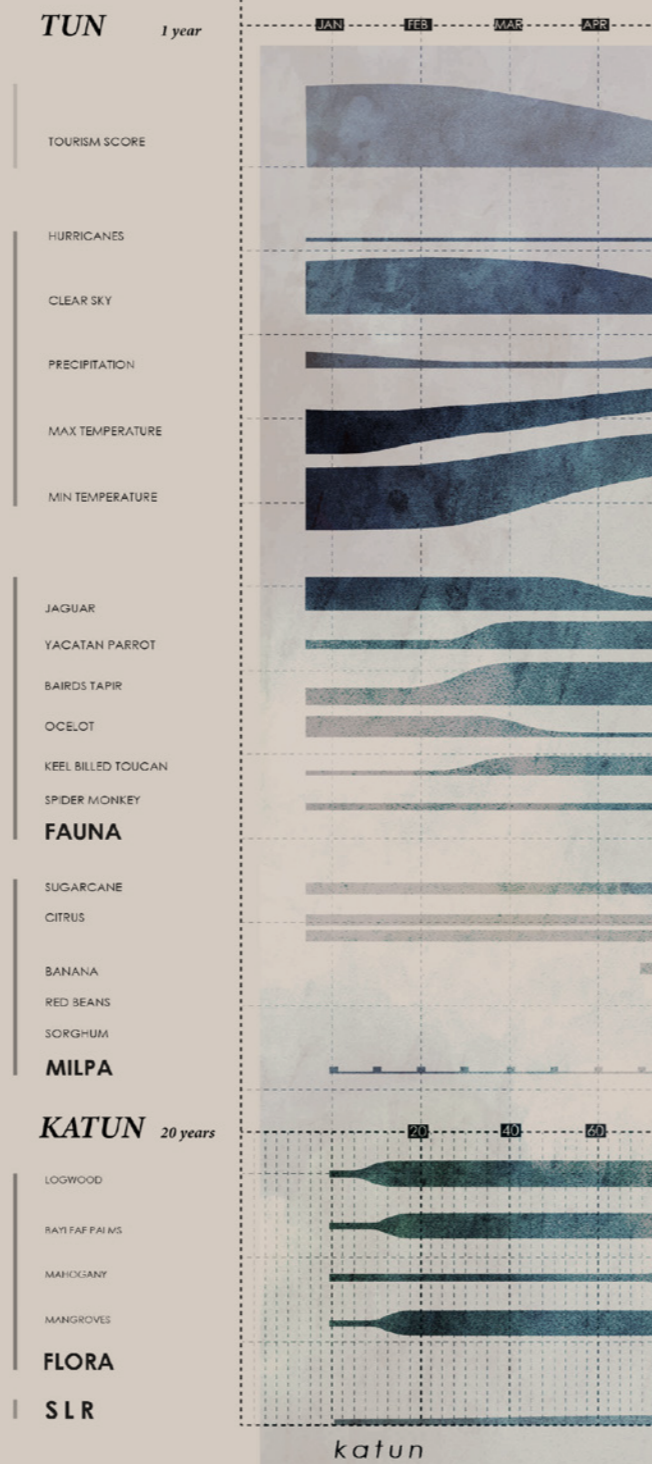 TUN 1 year JAN FEB MAR APR
TOURISM SCORE
HURRICANES
CLEAR SKY
PRECIPITATION
MAX TEMPERATURE
MIN TEMPERATURE
JAGUAR
YACATAN PARROT
BAIRDS TAPIR
OCELOT
KEEL BILLED TOUCAN
SPIDER MONKEY
FAUNA
SUGARCANE
CITRUS
BANANA
RED BEANS
SORGHUM
MILPA
KATUN 20 years 20 40 60
LOGWOOD
BAYLEAF PALMS
MAHOGANY
MANGROVES
FLORA
SLR
katun